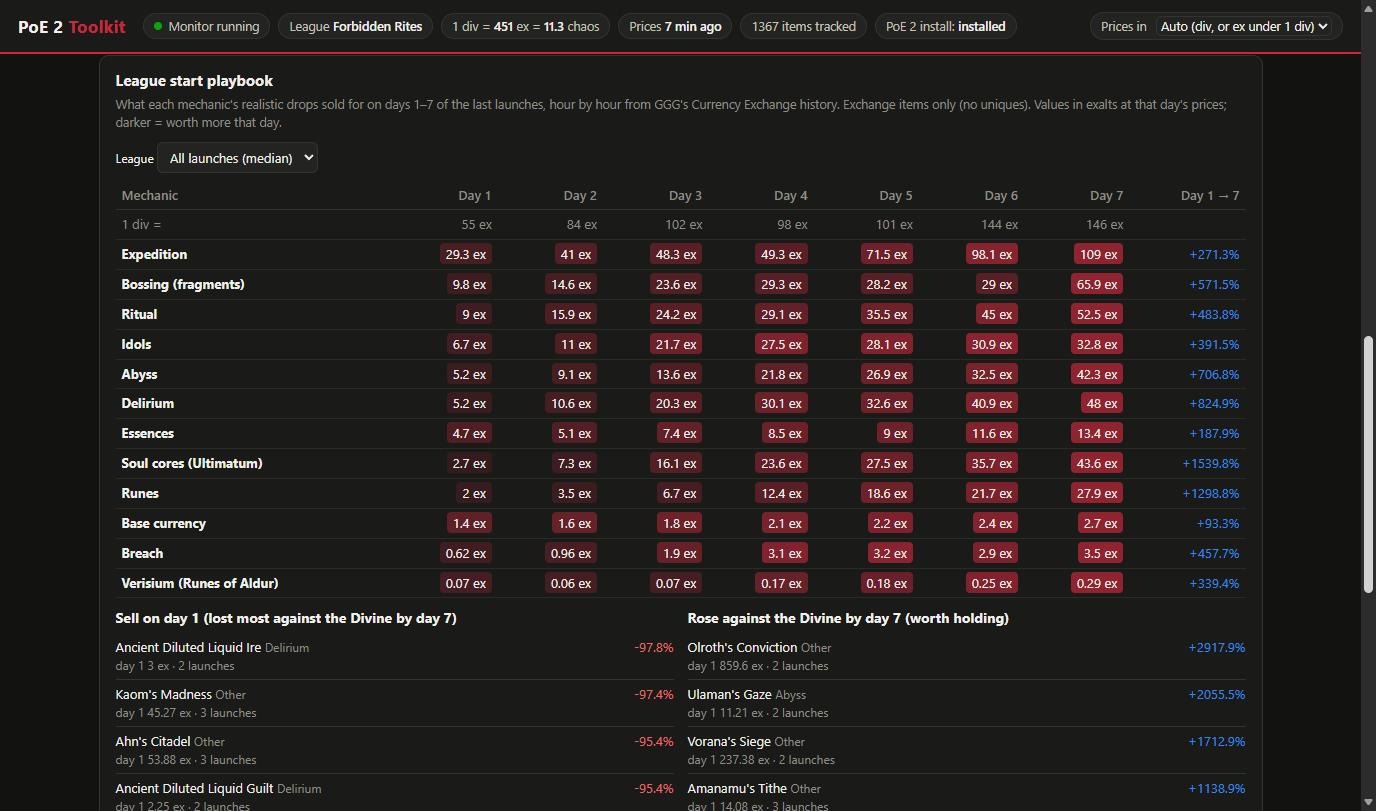 PoE 2 Toolkit Monitor running League Forbidden Rites 1 div = 451 ex = 11.3 chaos Prices 7 min ago 1367 items tracked PoE 2 install: installed Prices in Auto (div, or ex under 1 div)
League start playbook
What each mechanic's realistic drops sold for on days 1–7 of the last launches, hour by hour from GGG's Currency Exchange history. Exchange items only (no uniques). Values in exalts at that day's prices;
darker = worth more that day.
League All launches (median)
Mechanic Day 1 Day 2 Day 3 Day 4 Day 5 Day 6 Day 7 Day 1 → 7
1 div = 55 ex 84 ex 102 ex 98 ex 101 ex 144 ex 146 ex
Expedition 29.3 ex 41 ex 48.3 ex 49.3 ex 71.5 ex 98.1 ex 109 ex +271.3%
Bossing (fragments) 9.8 ex 14.6 ex 23.6 ex 29.3 ex 28.2 ex 29 ex 65.9 ex +571.5%
Ritual 9 ex 15.9 ex 24.2 ex 29.1 ex 35.5 ex 45 ex 52.5 ex +483.8%
Idols 6.7 ex 11 ex 21.7 ex 27.5 ex 28.1 ex 30.9 ex 32.8 ex +391.5%
Abyss 5.2 ex 9.1 ex 13.6 ex 21.8 ex 26.9 ex 32.5 ex 42.3 ex +706.8%
Delirium 5.2 ex 10.6 ex 20.3 ex 30.1 ex 32.6 ex 40.9 ex 48 ex +824.9%
Essences 4.7 ex 5.1 ex 7.4 ex 8.5 ex 9 ex 11.6 ex 13.4 ex +187.9%
Soul cores (Ultimatum) 2.7 ex 7.3 ex 16.1 ex 23.6 ex 27.5 ex 35.7 ex 43.6 ex +1539.8%
Runes 2 ex 3.5 ex 6.7 ex 12.4 ex 18.6 ex 21.7 ex 27.9 ex +1298.8%
Base currency 1.4 ex 1.6 ex 1.8 ex 2.1 ex 2.2 ex 2.4 ex 2.7 ex +93.3%
Breach 0.62 ex 0.96 ex 1.9 ex 3.1 ex 3.2 ex 2.9 ex 3.5 ex +457.7%
Verisium (Runes of Aldur) 0.07 ex 0.06 ex 0.07 ex 0.17 ex 0.18 ex 0.25 ex 0.29 ex +339.4%
Sell on day 1 (lost most against the Divine by day 7)
Ancient Diluted Liquid Ire Delirium -97.8%
day 1 3 ex · 2 launches
Kaom's Madness Other -97.4%
day 1 45.27 ex · 3 launches
Ahn's Citadel Other -95.4%
day 1 53.88 ex · 3 launches
Ancient Diluted Liquid Guilt Delirium -95.4%
day 1 2.25 ex · 2 launches
Rose against the Divine by day 7 (worth holding)
Olroth's Conviction Other +2917.9%
day 1 859.6 ex · 2 launches
Ulaman's Gaze Abyss +2055.5%
day 1 11.21 ex · 2 launches
Vorana's Siege Other +1712.9%
day 1 237.38 ex · 2 launches
Amanamu's Tithe Other +1138.9%
day 1 14.08 ex · 3 launches